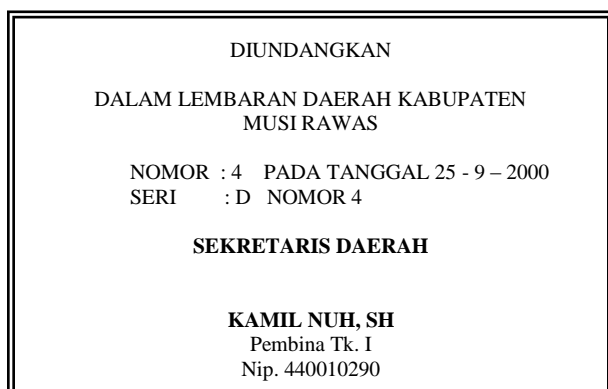 DIUNDANGKAN
DALAM LEMBARAN DAERAH KABUPATEN
MUSI RAWAS
NOMOR : 4 PADA TANGGAL 25 - 9 – 2000
SERI : D NOMOR 4
SEKRETARIS DAERAH
KAMIL NUH, SH
Pembina Tk. I
Nip. 440010290